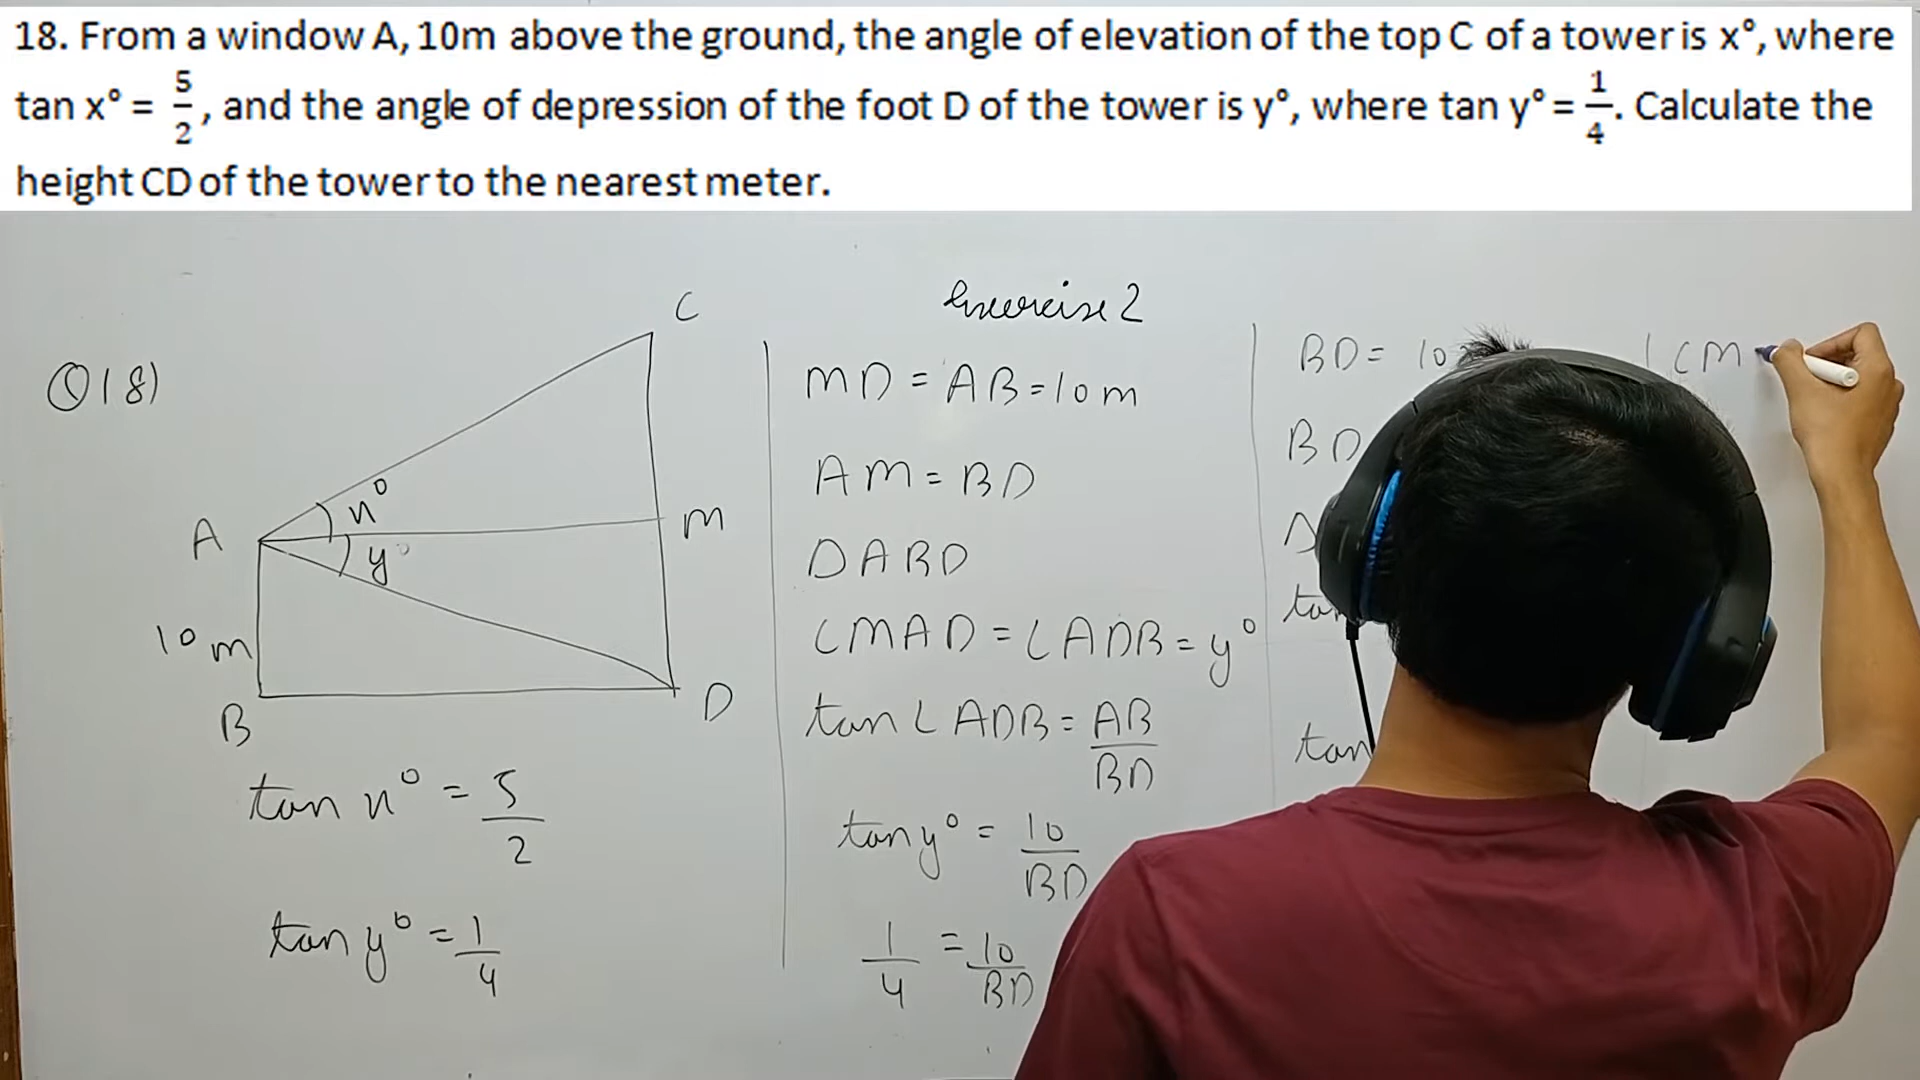 18. From a window A, 10m above the ground, the angle of elevation of the top C of a tower is x°, where
tan x° = 5/2, and the angle of depression of the foot D of the tower is y°, where tan y° = 1/4. Calculate the
height CD of the tower to the nearest meter.
Exercise 2
Q18)
C
A
x°
y°
M
10 m
B
D
tan x° = 5/2
tan y° = 1/4
MD = AB = 10 m
AM = BD
△ABD
∠MAD = ∠ADB = y°
tan ∠ADB = AB/BD
tan y° = 10/BD
1/4 = 10/BD
BD = 10
BD
tan
CM